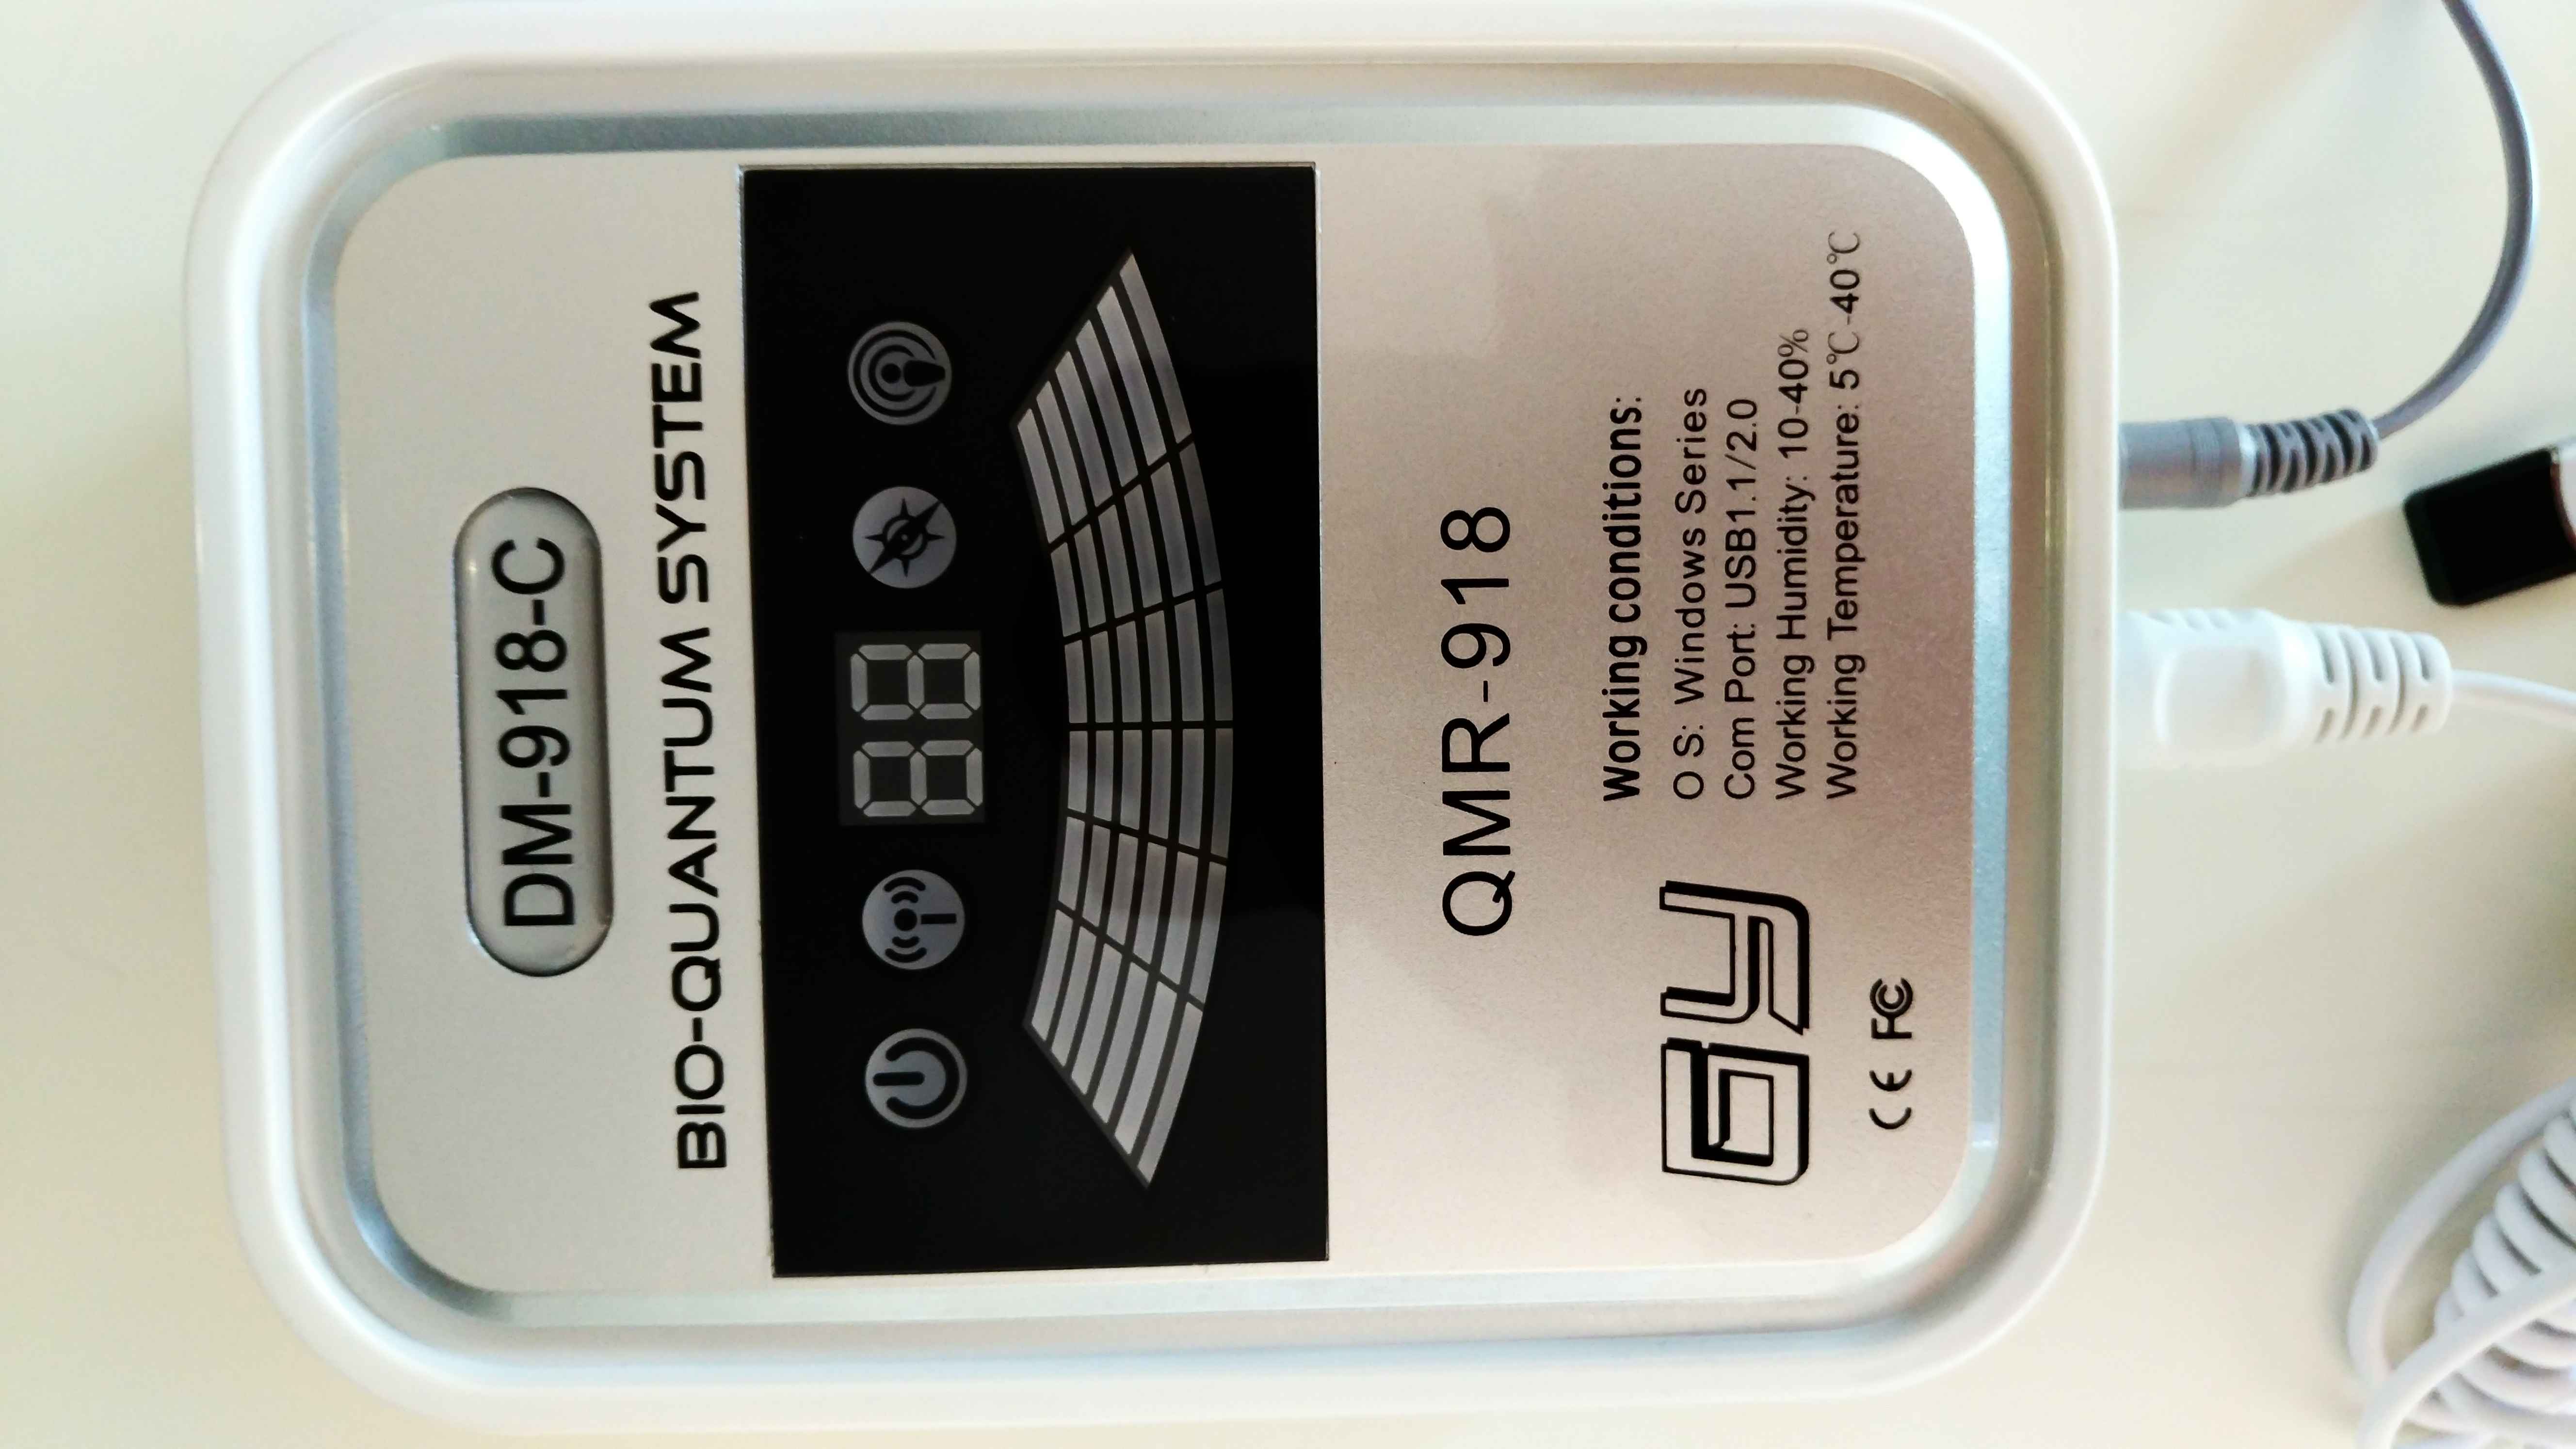 DM-918-C
BIO-QUANTUM SYSTEM
88
QMR-918
Working conditions:
O S: Windows Series
Com Port: USB1.1/2.0
Working Humidity: 10-40%
Working Temperature: 5℃-40℃
CE FC